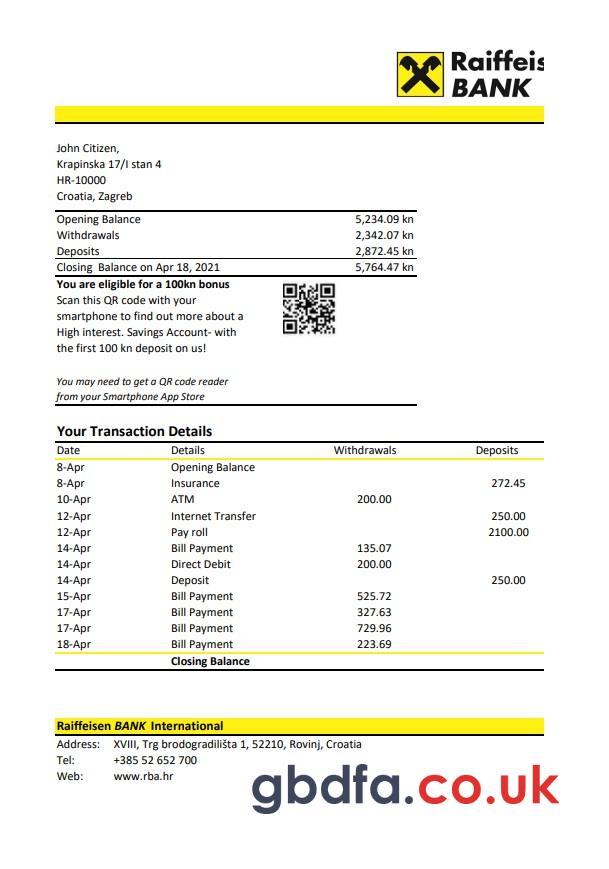 Raiffeis
BANK
John Citizen,
Krapinska 17/I stan 4
HR-10000
Croatia, Zagreb
Opening Balance 5,234.09 kn
Withdrawals 2,342.07 kn
Deposits 2,872.45 kn
Closing Balance on Apr 18, 2021 5,764.47 kn
You are eligible for a 100kn bonus
Scan this QR code with your
smartphone to find out more about a
High interest. Savings Account- with
the first 100 kn deposit on us!
You may need to get a QR code reader
from your Smartphone App Store
Your Transaction Details
Date Details Withdrawals Deposits
8-Apr Opening Balance
8-Apr Insurance 272.45
10-Apr ATM 200.00
12-Apr Internet Transfer 250.00
12-Apr Pay roll 2100.00
14-Apr Bill Payment 135.07
14-Apr Direct Debit 200.00
14-Apr Deposit 250.00
15-Apr Bill Payment 525.72
17-Apr Bill Payment 327.63
17-Apr Bill Payment 729.96
18-Apr Bill Payment 223.69
Closing Balance
Raiffeisen BANK International
Address: XVIII, Trg brodogradilišta 1, 52210, Rovinj, Croatia
Tel: +385 52 652 700
Web: www.rba.hr
gbdfa.co.uk